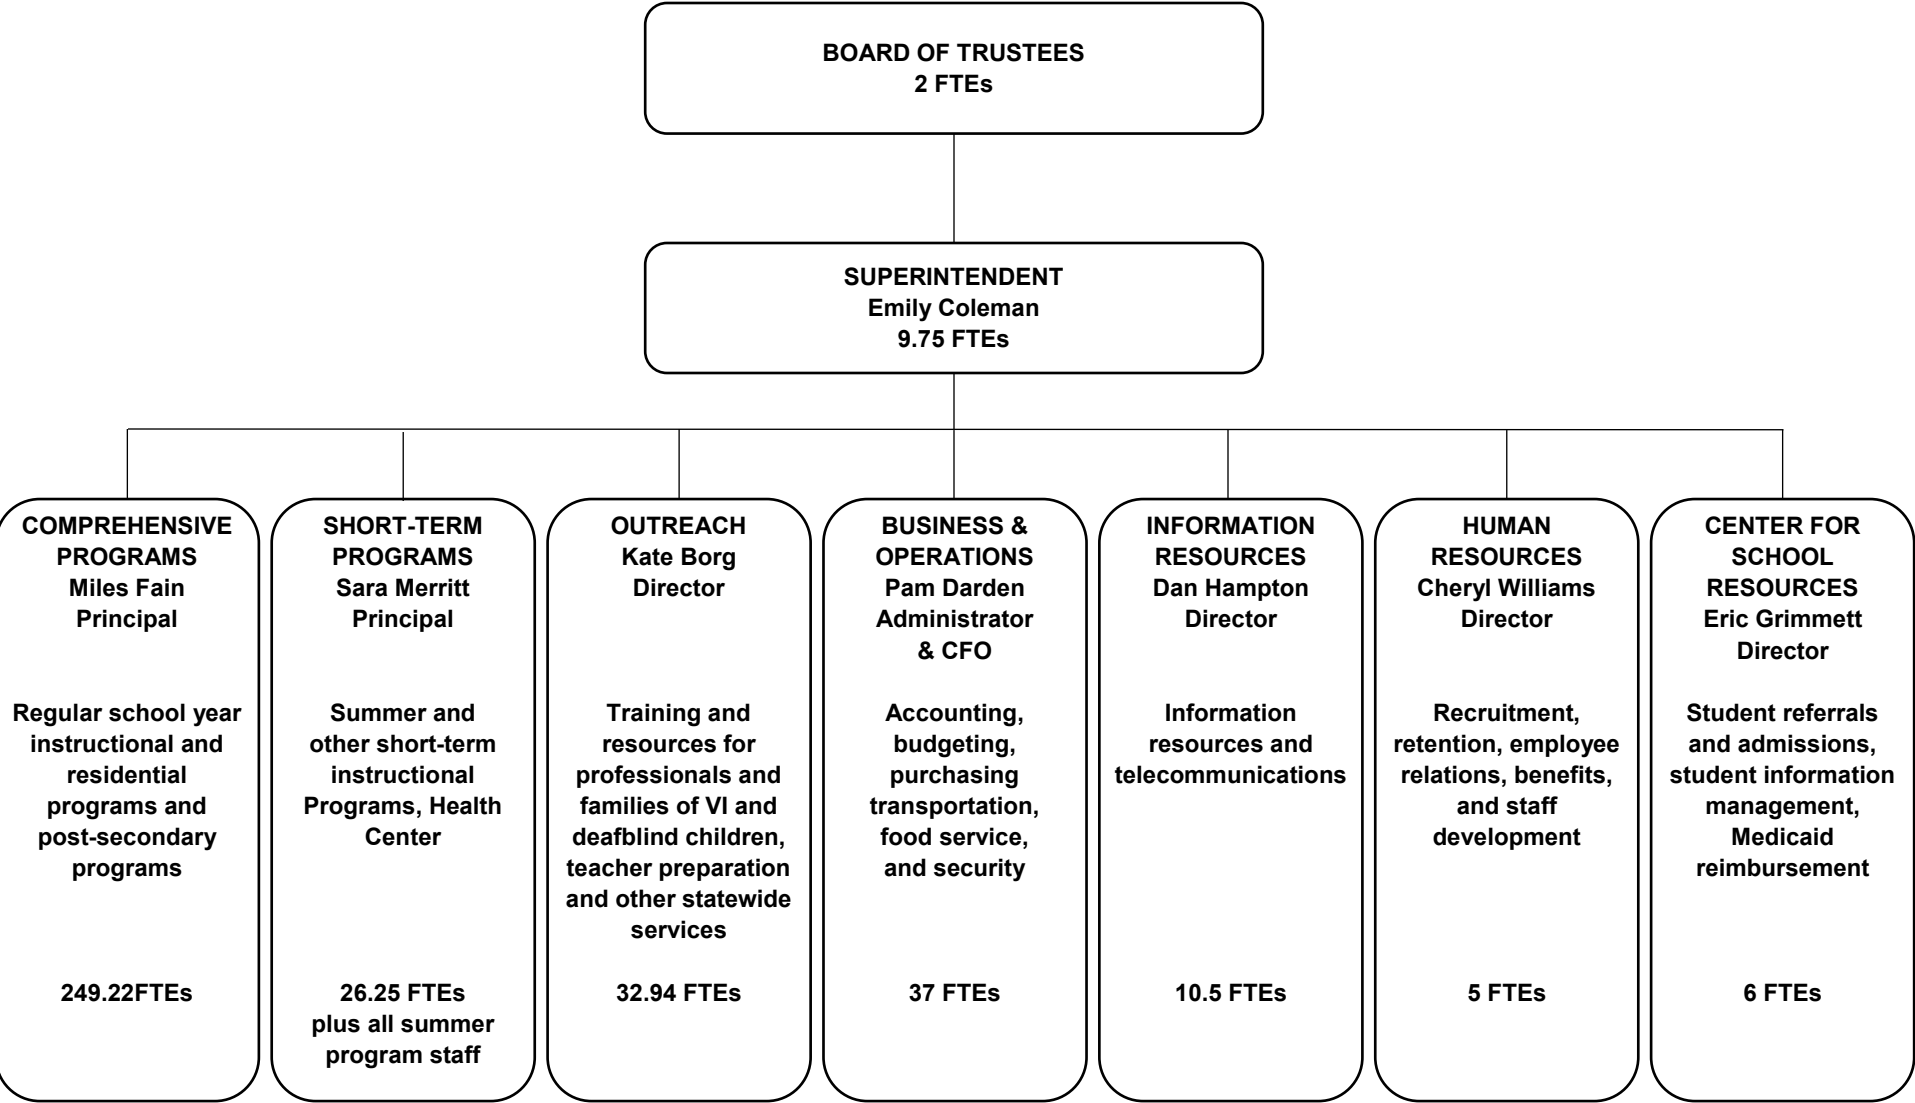 BOARD OF TRUSTEES
2 FTEs
SUPERINTENDENT
Emily Coleman
9.75 FTEs
COMPREHENSIVE
PROGRAMS
Miles Fain
Principal
Regular school year
instructional and
residential
programs and
post-secondary
programs
249.22FTEs
SHORT-TERM
PROGRAMS
Sara Merritt
Principal
Summer and
other short-term
instructional
Programs, Health
Center
26.25 FTEs
plus all summer
program staff
OUTREACH
Kate Borg
Director
Training and
resources for
professionals and
families of VI and
deafblind children,
teacher preparation
and other statewide
services
32.94 FTEs
BUSINESS &
OPERATIONS
Pam Darden
Administrator
& CFO
Accounting,
budgeting,
purchasing
transportation,
food service,
and security
37 FTEs
INFORMATION
RESOURCES
Dan Hampton
Director
Information
resources and
telecommunications
10.5 FTEs
HUMAN
RESOURCES
Cheryl Williams
Director
Recruitment,
retention, employee
relations, benefits,
and staff
development
5 FTEs
CENTER FOR
SCHOOL
RESOURCES
Eric Grimmett
Director
Student referrals
and admissions,
student information
management,
Medicaid
reimbursement
6 FTEs